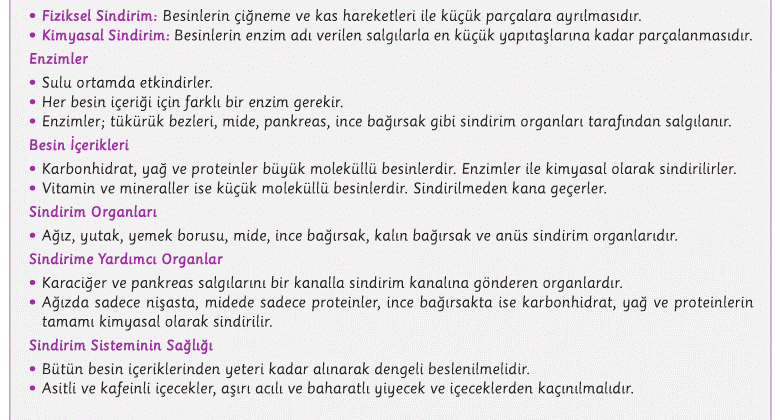 • Fiziksel Sindirim: Besinlerin çiğneme ve kas hareketleri ile küçük parçalara ayrılmasıdır.
• Kimyasal Sindirim: Besinlerin enzim adı verilen salgılarla en küçük yapıtaşlarına kadar parçalanmasıdır.
Enzimler
• Sulu ortamda etkindirler.
• Her besin içeriği için farklı bir enzim gerekir.
• Enzimler; tükürük bezleri, mide, pankreas, ince bağırsak gibi sindirim organları tarafından salgılanır.
Besin İçerikleri
• Karbonhidrat, yağ ve proteinler büyük moleküllü besinlerdir. Enzimler ile kimyasal olarak sindirilirler.
• Vitamin ve mineraller ise küçük moleküllü besinlerdir. Sindirilmeden kana geçerler.
Sindirim Organları
• Ağız, yutak, yemek borusu, mide, ince bağırsak, kalın bağırsak ve anüs sindirim organlarıdır.
Sindirime Yardımcı Organlar
• Karaciğer ve pankreas salgılarını bir kanalla sindirim kanalına gönderen organlardır.
• Ağızda sadece nişasta, midede sadece proteinler, ince bağırsakta ise karbonhidrat, yağ ve proteinlerin
tamamı kimyasal olarak sindirilir.
Sindirim Sisteminin Sağlığı
• Bütün besin içeriklerinden yeteri kadar alınarak dengeli beslenilmelidir.
• Asitli ve kafeinli içecekler, aşırı acılı ve baharatlı yiyecek ve içeceklerden kaçınılmalıdır.